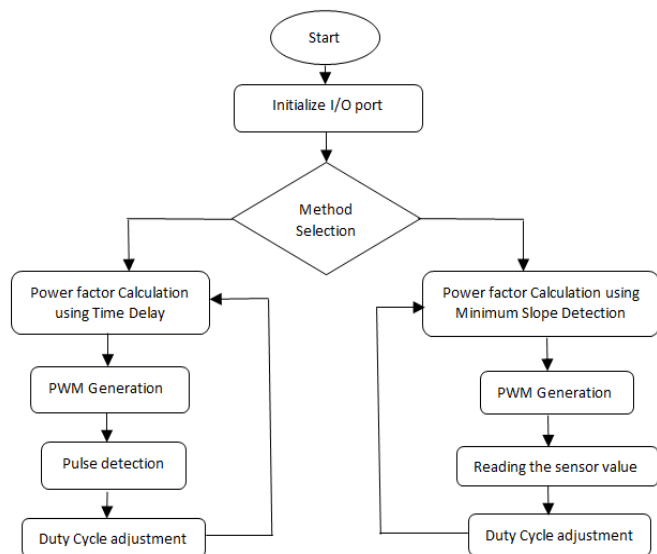 Start
Initialize I/O port
Method
Selection
Power factor Calculation
using Time Delay
PWM Generation
Pulse detection
Duty Cycle adjustment
Power factor Calculation using
Minimum Slope Detection
PWM Generation
Reading the sensor value
Duty Cycle adjustment